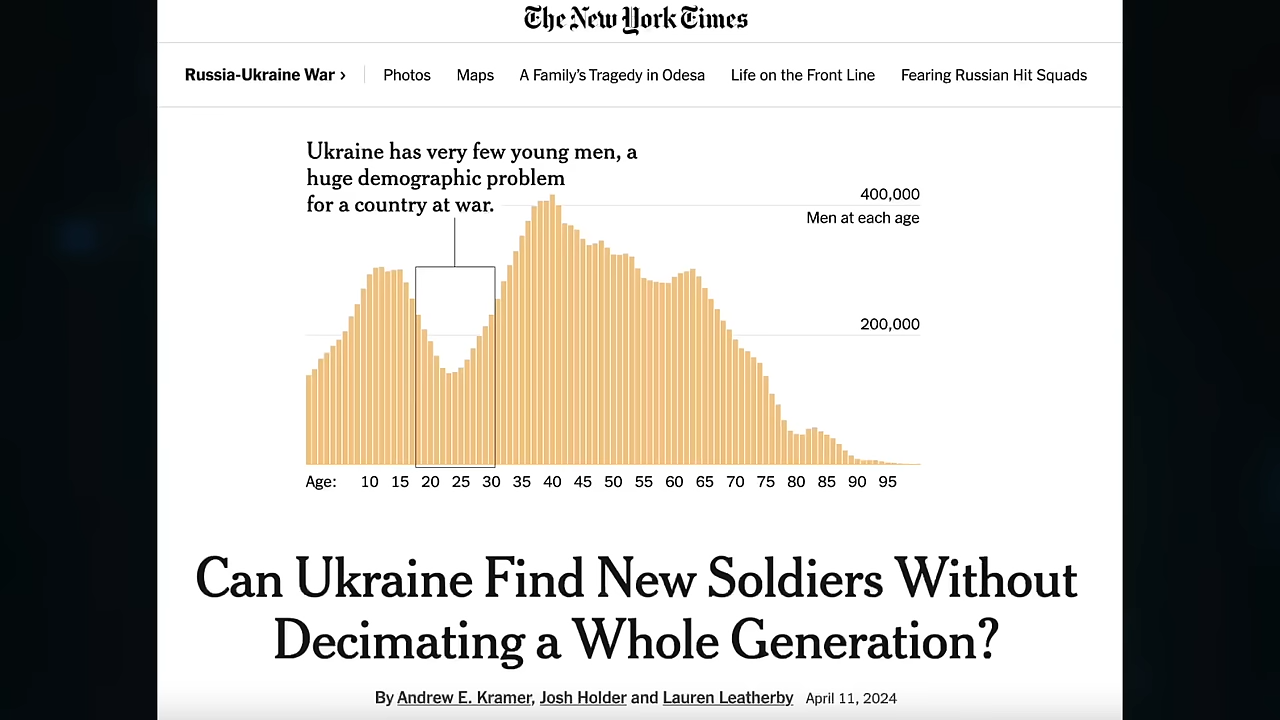 The New York Times
Russia-Ukraine War › Photos Maps A Family's Tragedy in Odesa Life on the Front Line Fearing Russian Hit Squads
Ukraine has very few young men, a
huge demographic problem
for a country at war.
400,000
Men at each age
200,000
Age: 10 15 20 25 30 35 40 45 50 55 60 65 70 75 80 85 90 95
Can Ukraine Find New Soldiers Without
Decimating a Whole Generation?
By Andrew E. Kramer, Josh Holder and Lauren Leatherby April 11, 2024